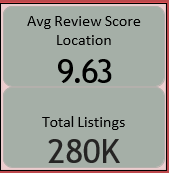 Avg Review Score
Location
9.63
Total Listings
280K